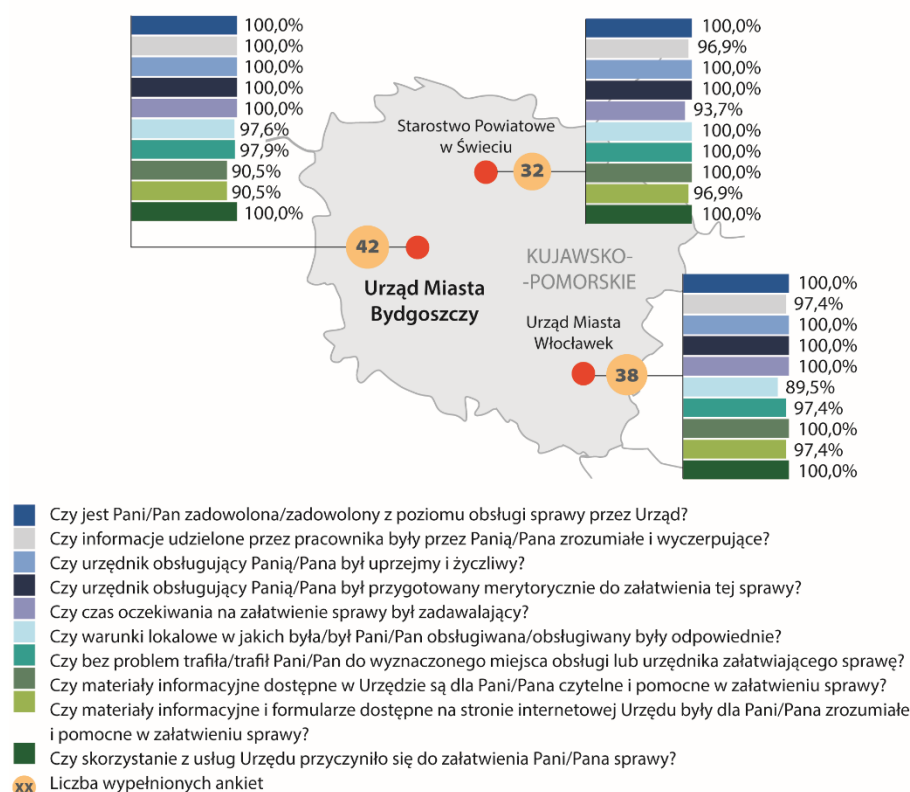 100,0%
100,0%
100,0%
100,0%
100,0%
97,6%
97,9%
90,5%
90,5%
100,0%
100,0%
96,9%
100,0%
100,0%
93,7%
100,0%
100,0%
100,0%
96,9%
100,0%
Starostwo Powiatowe
w Świeciu
32
42
KUJAWSKO-
-POMORSKIE
Urząd Miasta
Bydgoszczy
Urząd Miasta
Włocławek
38
100,0%
97,4%
100,0%
100,0%
100,0%
89,5%
97,4%
100,0%
97,4%
100,0%
Czy jest Pani/Pan zadowolona/zadowolony z poziomu obsługi sprawy przez Urząd?
Czy informacje udzielone przez pracownika były przez Panią/Pana zrozumiałe i wyczerpujące?
Czy urzędnik obsługujący Panią/Pana był uprzejmy i życzliwy?
Czy urzędnik obsługujący Panią/Pana był przygotowany merytorycznie do załatwienia tej sprawy?
Czy czas oczekiwania na załatwienie sprawy był zadawalający?
Czy warunki lokalowe w jakich była/był Pani/Pan obsługiwana/obsługiwany były odpowiednie?
Czy bez problem trafiła/trafił Pani/Pan do wyznaczonego miejsca obsługi lub urzędnika załatwiającego sprawę?
Czy materiały informacyjne dostępne w Urzędzie są dla Pani/Pana czytelne i pomocne w załatwieniu sprawy?
Czy materiały informacyjne i formularze dostępne na stronie internetowej Urzędu były dla Pani/Pana zrozumiałe
i pomocne w załatwieniu sprawy?
Czy skorzystanie z usług Urzędu przyczyniło się do załatwienia Pani/Pana sprawy?
xx Liczba wypełnionych ankiet